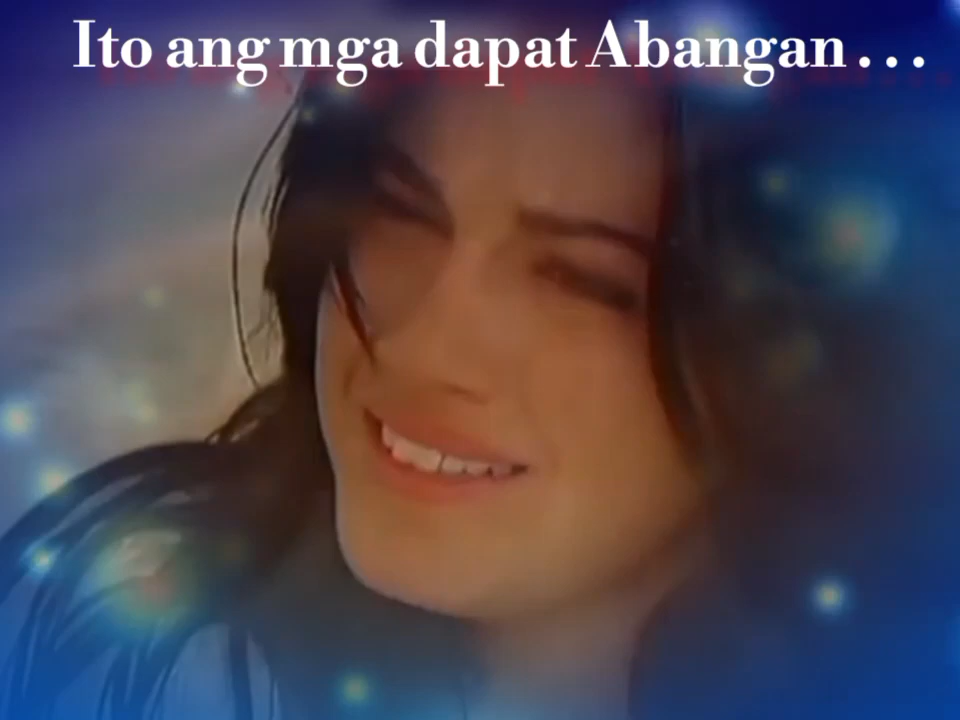 Ito ang mga dapat Abangan . . .